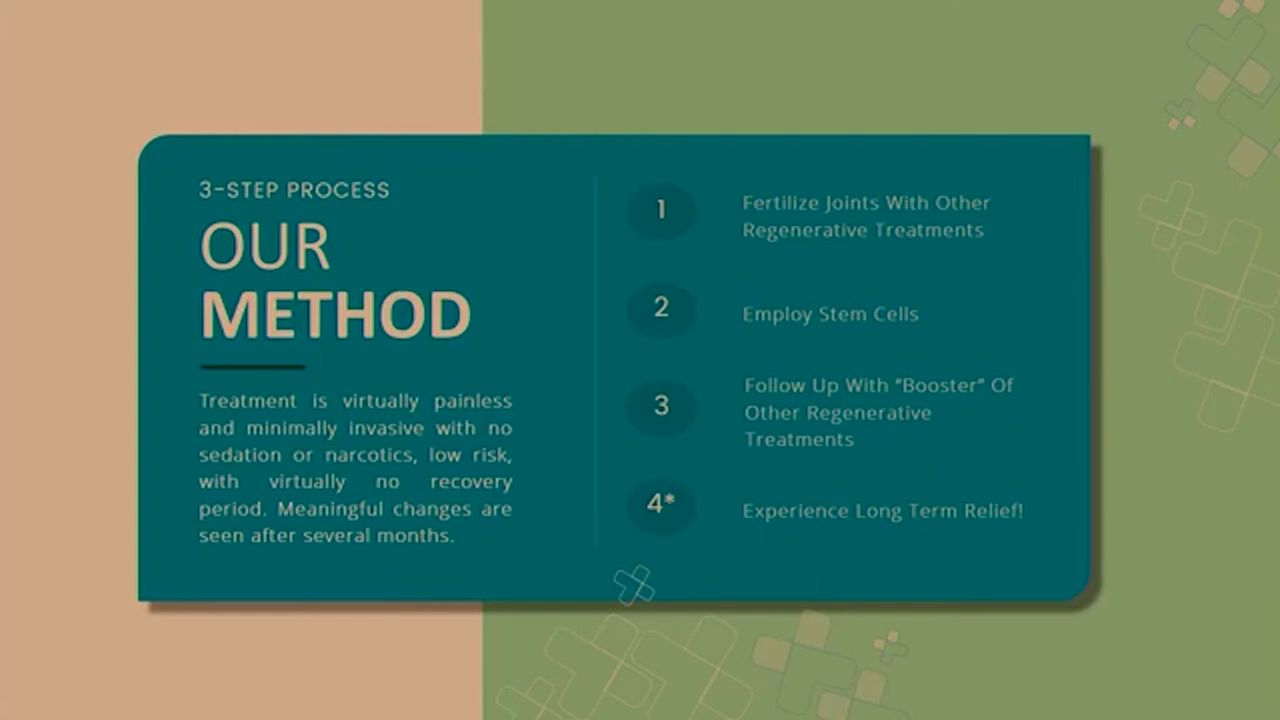 3-STEP PROCESS
OUR
METHOD
Treatment is virtually painless
and minimally invasive with no
sedation or narcotics, low risk,
with virtually no recovery
period. Meaningful changes are
seen after several months.
1
Fertilize Joints With Other
Regenerative Treatments
2
Employ Stem Cells
3
Follow Up With "Booster" Of
Other Regenerative
Treatments
4*
Experience Long Term Relief!